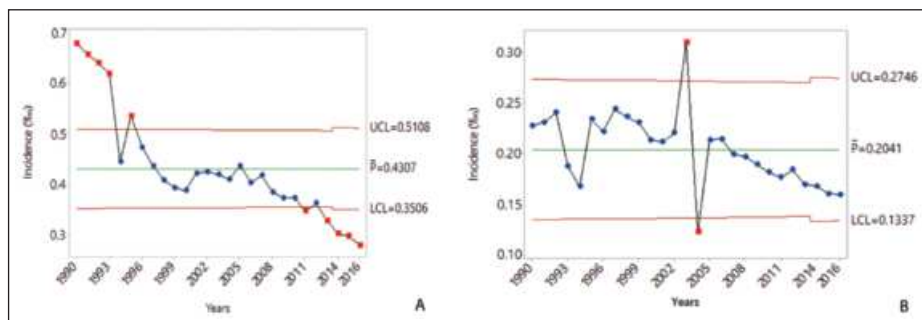 0.7
0.6
0.5
0.4
0.3
Incidence (‰)
UCL=0.5108
P̄=0.4307
LCL=0.3506
1990
1993
1996
1999
2002
2005
2008
2011
2014
2016
Years
A
0.30
0.25
0.20
0.15
0.10
Incidence (‰)
UCL=0.2746
P̄=0.2041
LCL=0.1337
1990
1993
1996
1999
2002
2005
2008
2011
2014
2016
Years
B